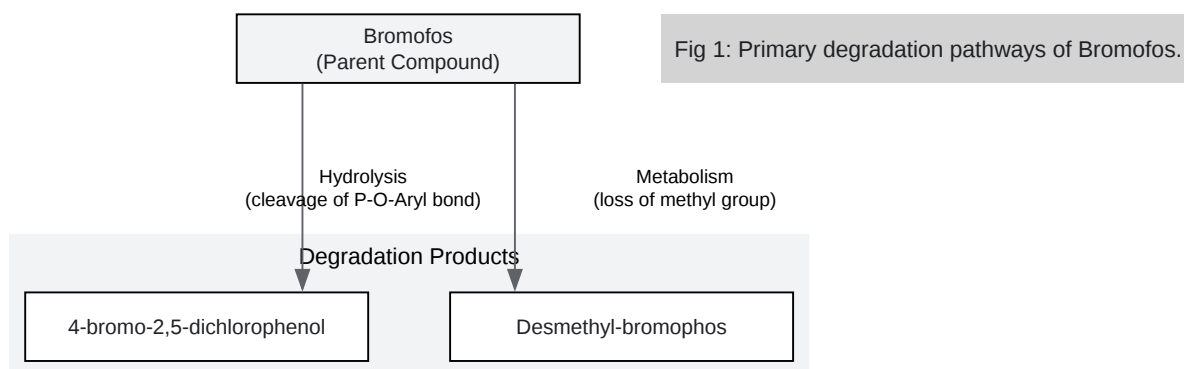 Bromofos
(Parent Compound)
Fig 1: Primary degradation pathways of Bromofos.
Hydrolysis
(cleavage of P-O-Aryl bond)
Metabolism
(loss of methyl group)
Degradation Products
4-bromo-2,5-dichlorophenol
Desmethyl-bromophos